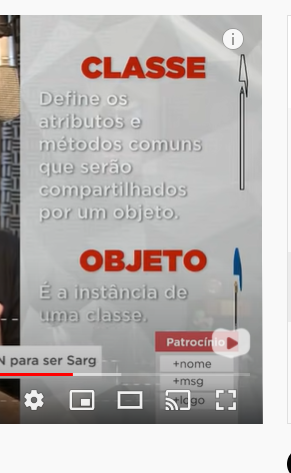 CLASSE
Define os
atributos e
métodos comuns
que serão
compartilhados
por um objeto.
OBJETO
É a instância de
uma classe.
Patrocínio
N para ser Sarg
+nome
+msg
+logo